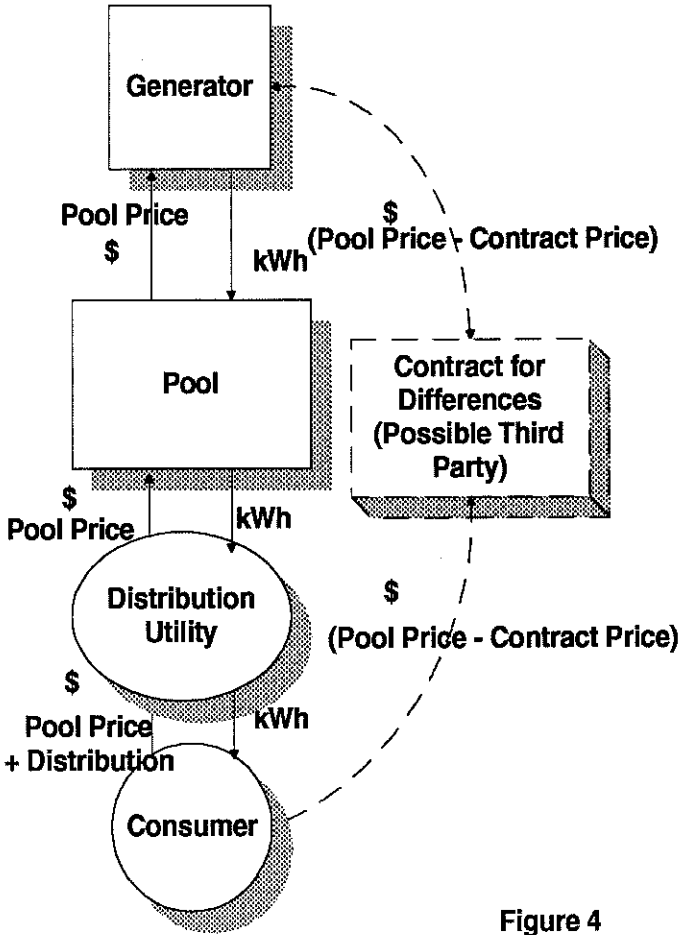 Generator
Pool Price
$
kWh
$
(Pool Price - Contract Price)
Pool
Contract for
Differences
(Possible Third
Party)
$
Pool Price
kWh
Distribution
Utility
$
(Pool Price - Contract Price)
$
Pool Price
+ Distribution
kWh
Consumer
Figure 4